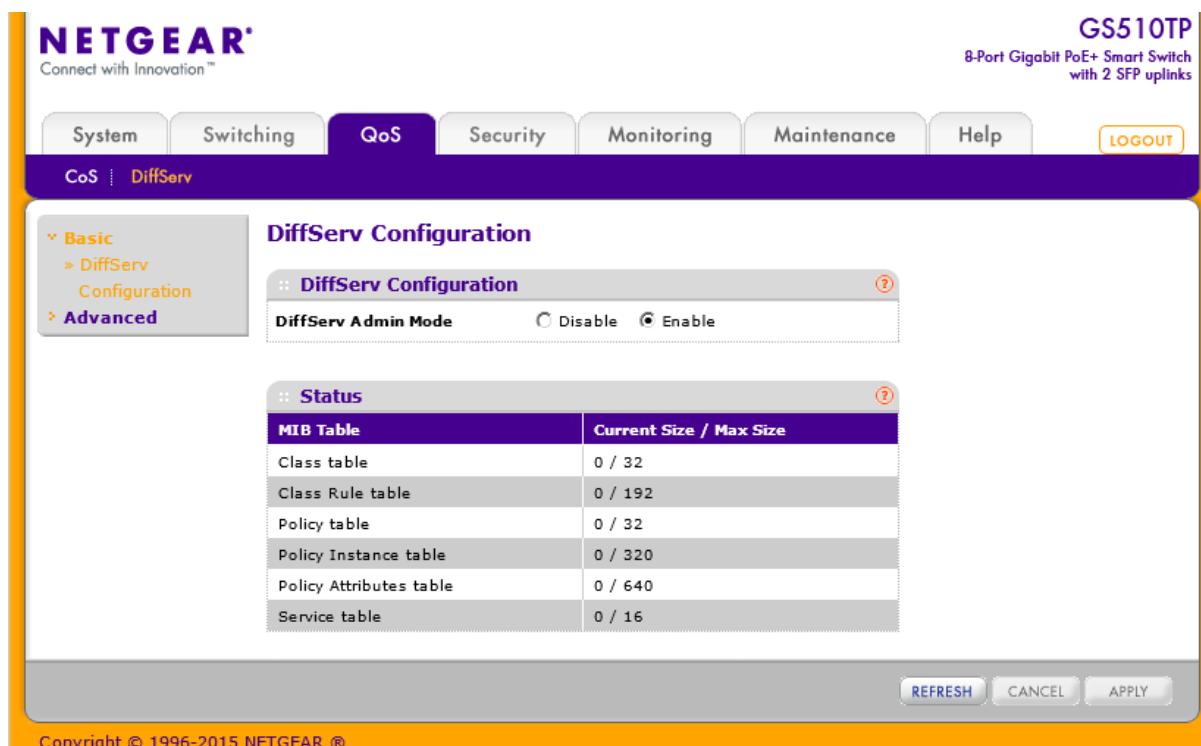 NETGEAR®
Connect with Innovation™
GS510TP
8-Port Gigabit PoE+ Smart Switch
with 2 SFP uplinks
System Switching QoS Security Monitoring Maintenance Help LOGOUT
CoS DiffServ
Basic
» DiffServ
Configuration
Advanced
DiffServ Configuration
DiffServ Configuration ?
DiffServ Admin Mode Disable Enable
Status ?
MIB Table Current Size / Max Size
Class table 0 / 32
Class Rule table 0 / 192
Policy table 0 / 32
Policy Instance table 0 / 320
Policy Attributes table 0 / 640
Service table 0 / 16
REFRESH CANCEL APPLY
Copyright © 1996-2015 NETGEAR ®